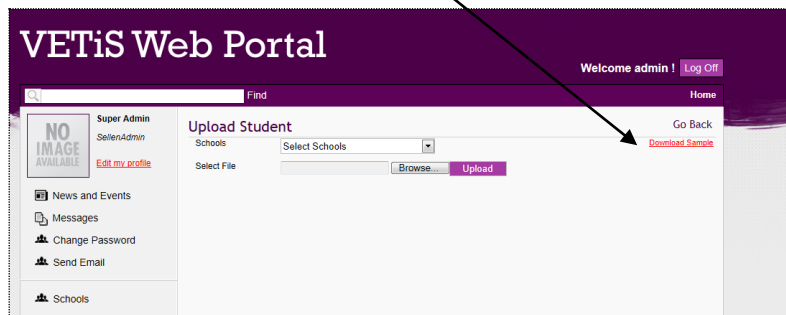 VETiS Web Portal
Welcome admin ! Log Off
Find Home
NO IMAGE AVAILABLE
Super Admin
SellenAdmin
Edit my profile
Upload Student Go Back
Schools Select Schools Download Sample
Select File Browse... Upload
News and Events
Messages
Change Password
Send Email
Schools